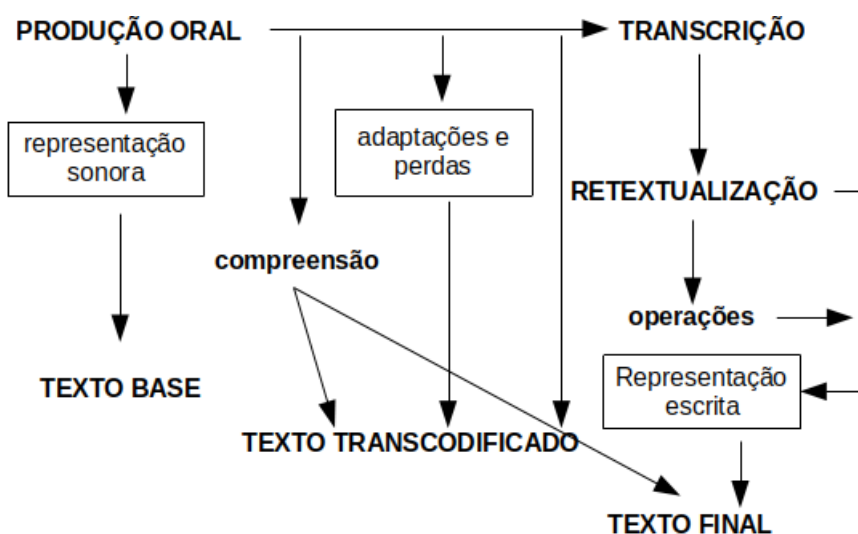 PRODUÇÃO ORAL
TRANSCRIÇÃO
representação
sonora
adaptações e
perdas
RETEXTUALIZAÇÃO
compreensão
operações
TEXTO BASE
Representação
escrita
TEXTO TRANSCODIFICADO
TEXTO FINAL